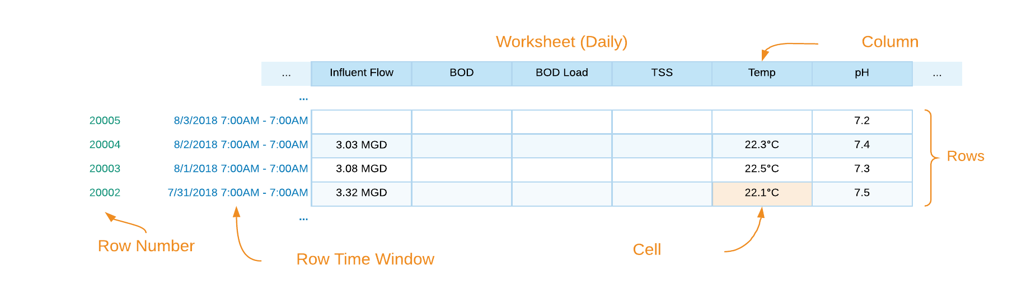 Worksheet (Daily) Column
... Influent Flow BOD BOD Load TSS Temp pH ...
...
20005 8/3/2018 7:00AM - 7:00AM 7.2
20004 8/2/2018 7:00AM - 7:00AM 3.03 MGD 22.3°C 7.4
Rows
20003 8/1/2018 7:00AM - 7:00AM 3.08 MGD 22.5°C 7.3
20002 7/31/2018 7:00AM - 7:00AM 3.32 MGD 22.1°C 7.5
...
Row Number Cell
Row Time Window